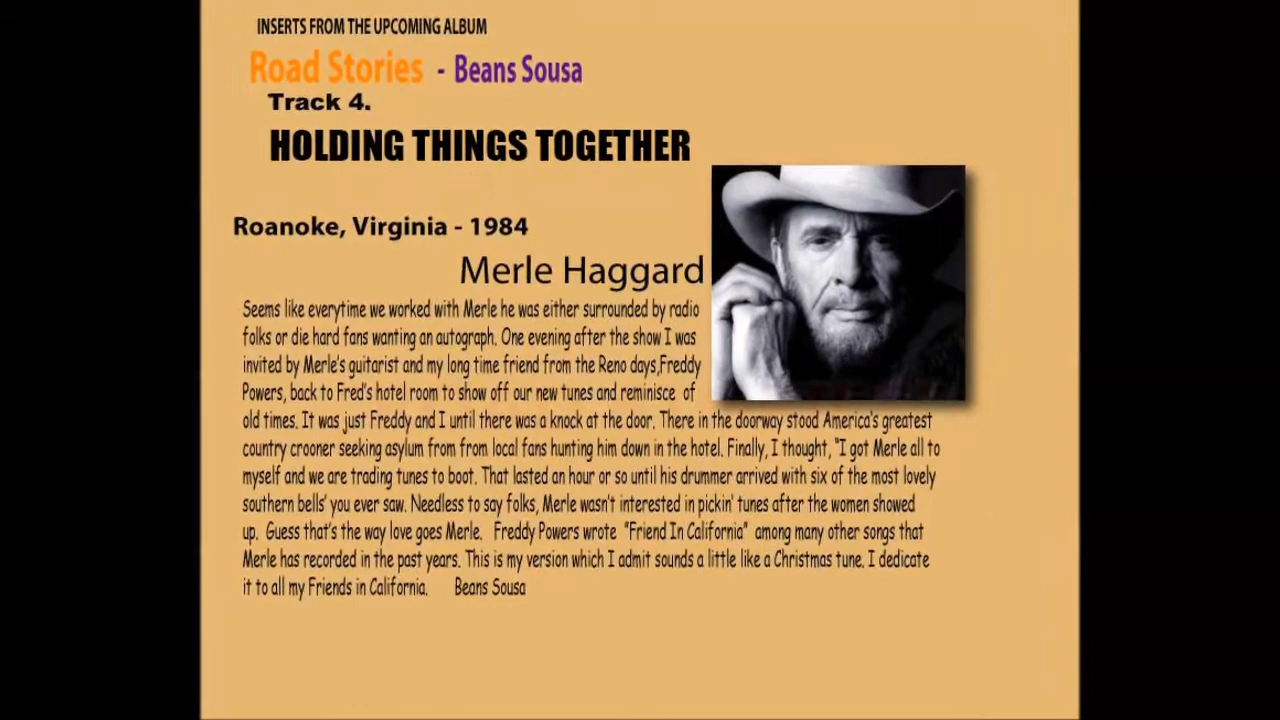 INSERTS FROM THE UPCOMING ALBUM
Road Stories - Beans Sousa
Track 4.
HOLDING THINGS TOGETHER
Roanoke, Virginia - 1984
Merle Haggard
Seems like everytime we worked with Merle he was either surrounded by radio
folks or die hard fans wanting an autograph. One evening after the show I was
invited by Merle's guitarist and my long time friend from the Reno days,Freddy
Powers, back to Fred's hotel room to show off our new tunes and reminisce of
old times. It was just Freddy and I until there was a knock at the door. There in the doorway stood America's greatest
country crooner seeking asylum from from local fans hunting him down in the hotel. Finally, I thought, "I got Merle all to
myself and we are trading tunes to boot. That lasted an hour or so until his drummer arrived with six of the most lovely
southern bells' you ever saw. Needless to say folks, Merle wasn't interested in pickin' tunes after the women showed
up. Guess that's the way love goes Merle. Freddy Powers wrote "Friend In California" among many other songs that
Merle has recorded in the past years. This is my version which I admit sounds a little like a Christmas tune. I dedicate
it to all my Friends in California. Beans Sousa